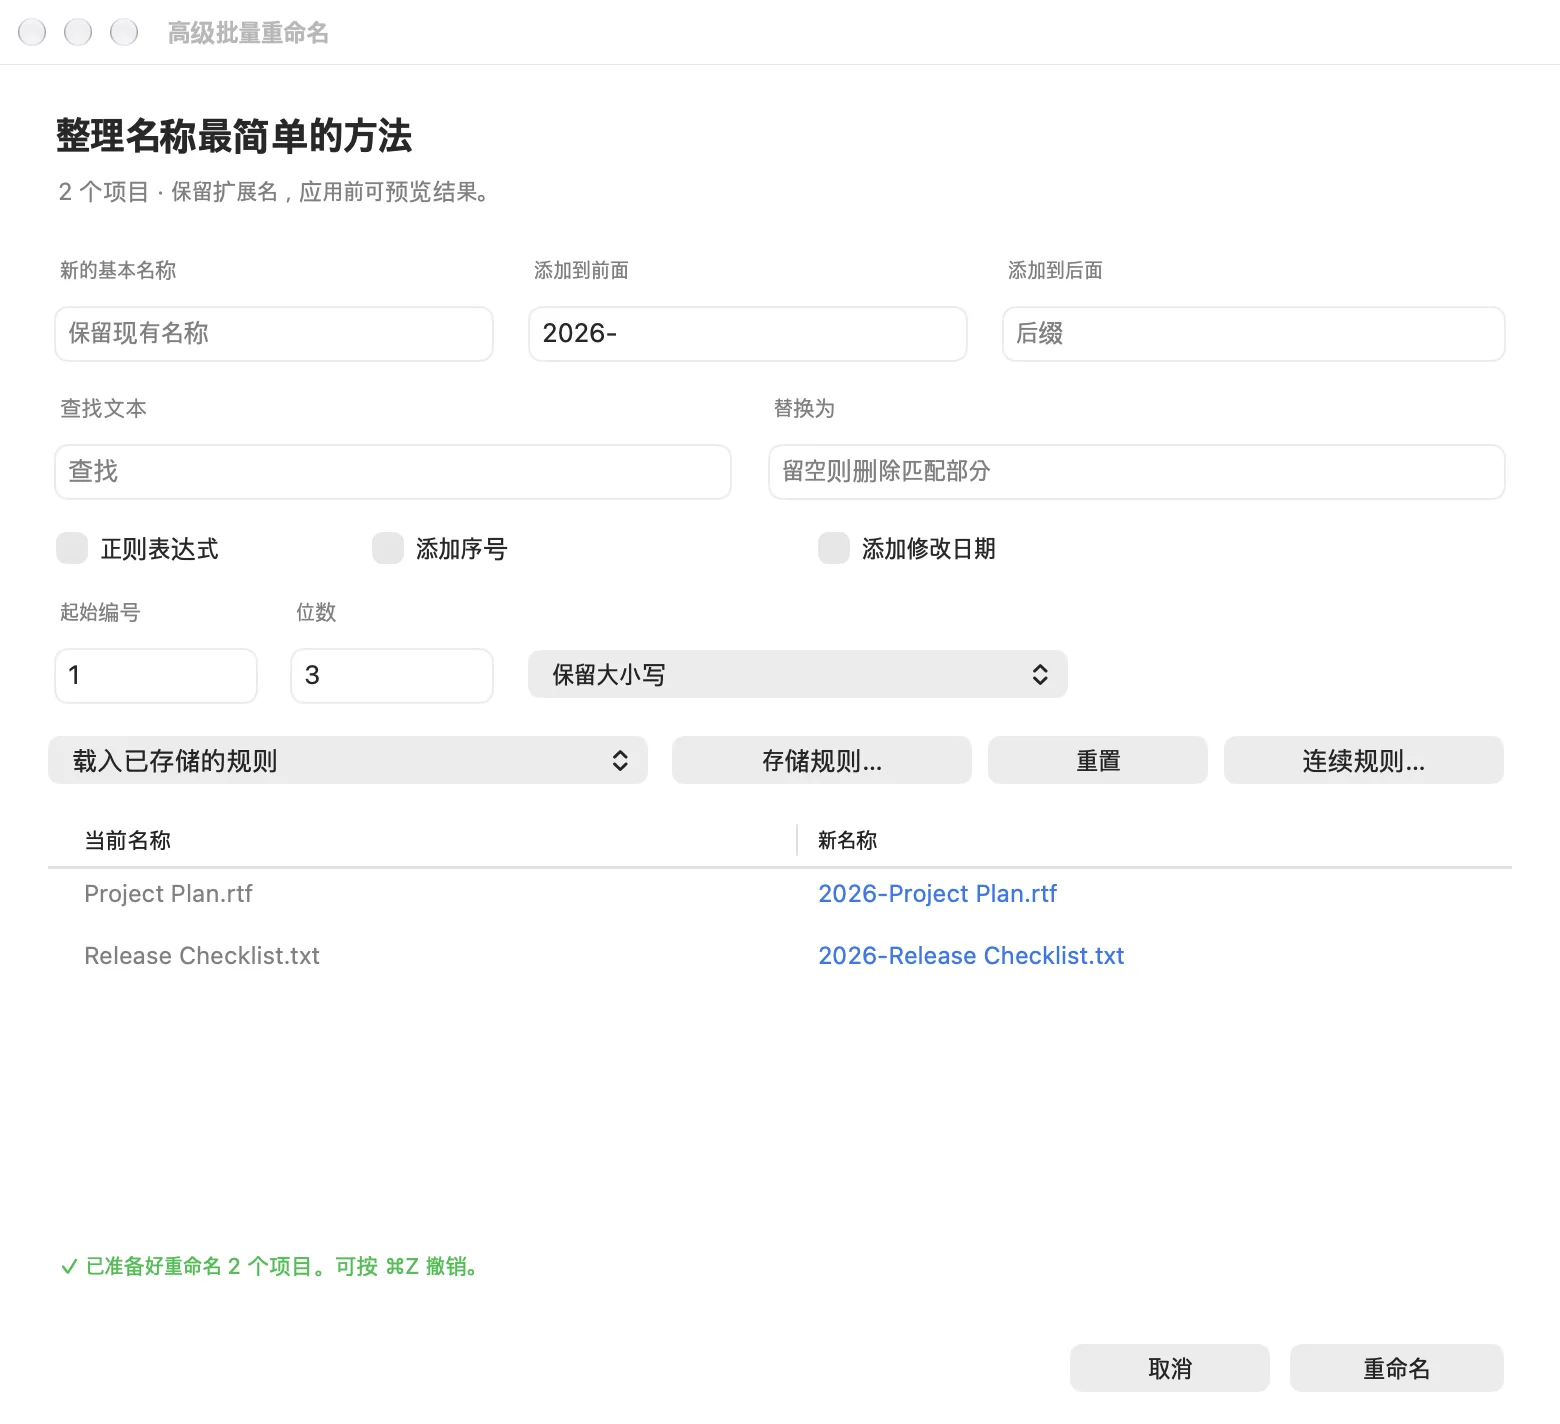 高级批量重命名
整理名称最简单的方法
2 个项目 · 保留扩展名，应用前可预览结果。
新的基本名称 添加到前面 添加到后面
保留现有名称 2026- 后缀
查找文本 替换为
查找 留空则删除匹配部分
正则表达式 添加序号 添加修改日期
起始编号 位数
1 3 保留大小写
载入已存储的规则 存储规则... 重置 连续规则...
当前名称 新名称
Project Plan.rtf 2026-Project Plan.rtf
Release Checklist.txt 2026-Release Checklist.txt
✓ 已准备好重命名 2 个项目。可按 ⌘Z 撤销。
取消 重命名